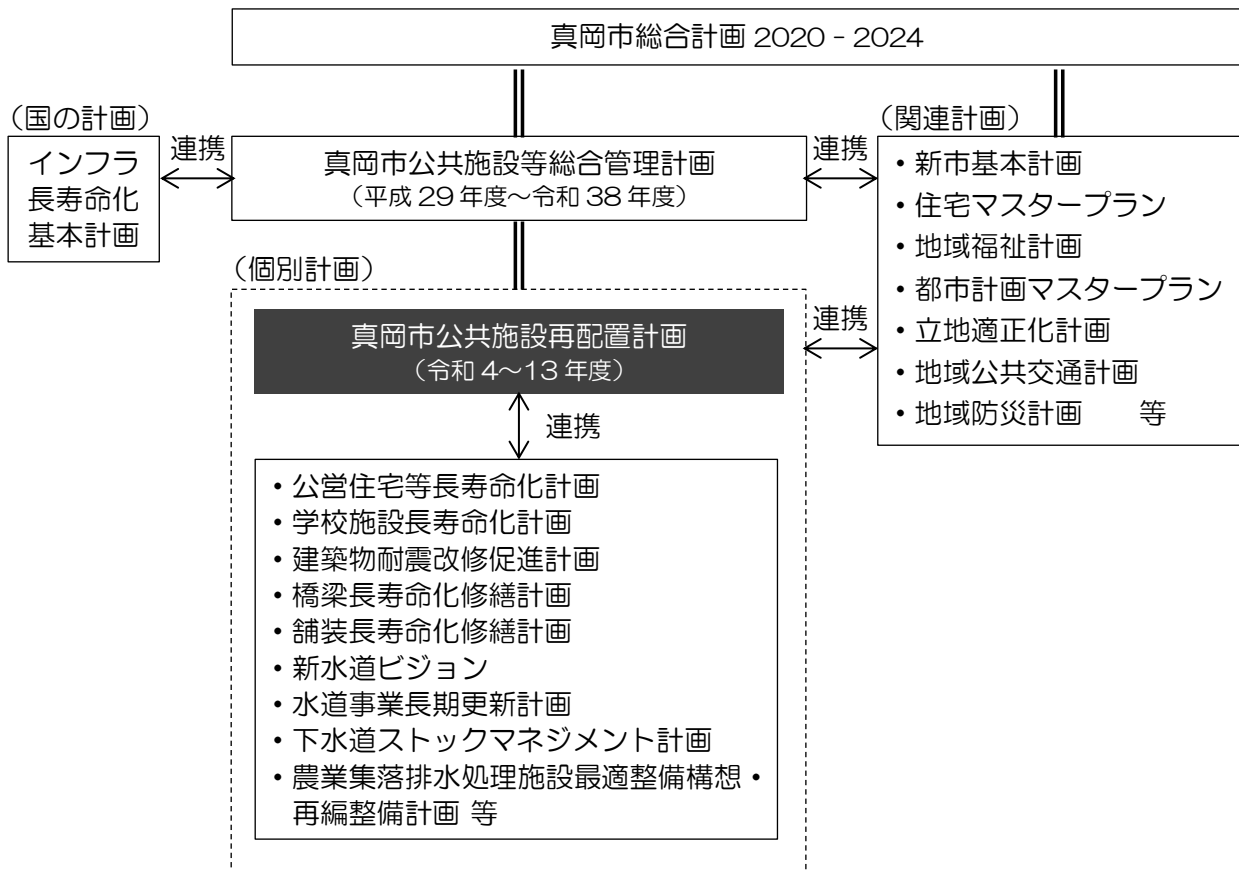 真岡市総合計画 2020 - 2024
（国の計画）
インフラ
長寿命化
基本計画
連携
真岡市公共施設等総合管理計画
（平成 29 年度～令和 38 年度）
連携
（関連計画）
・新市基本計画
・住宅マスタープラン
・地域福祉計画
・都市計画マスタープラン
・立地適正化計画
・地域公共交通計画
・地域防災計画　　等
（個別計画）
真岡市公共施設再配置計画
（令和 4～13 年度）
連携
連携
・公営住宅等長寿命化計画
・学校施設長寿命化計画
・建築物耐震改修促進計画
・橋梁長寿命化修繕計画
・舗装長寿命化修繕計画
・新水道ビジョン
・水道事業長期更新計画
・下水道ストックマネジメント計画
・農業集落排水処理施設最適整備構想・
再編整備計画 等